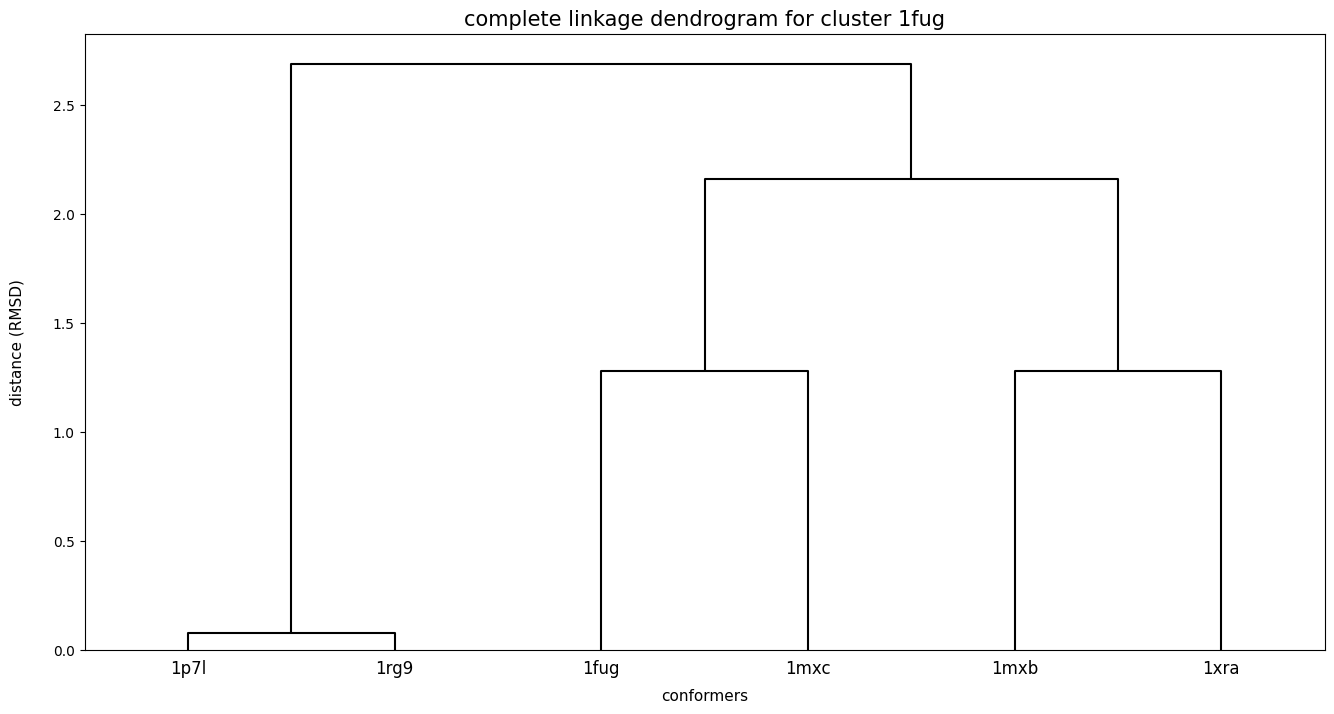 complete linkage dendrogram for cluster 1fug
2.5
2.0
1.5
1.0
0.5
0.0
distance (RMSD)
1p7l 1rg9 1fug 1mxc 1mxb 1xra
conformers